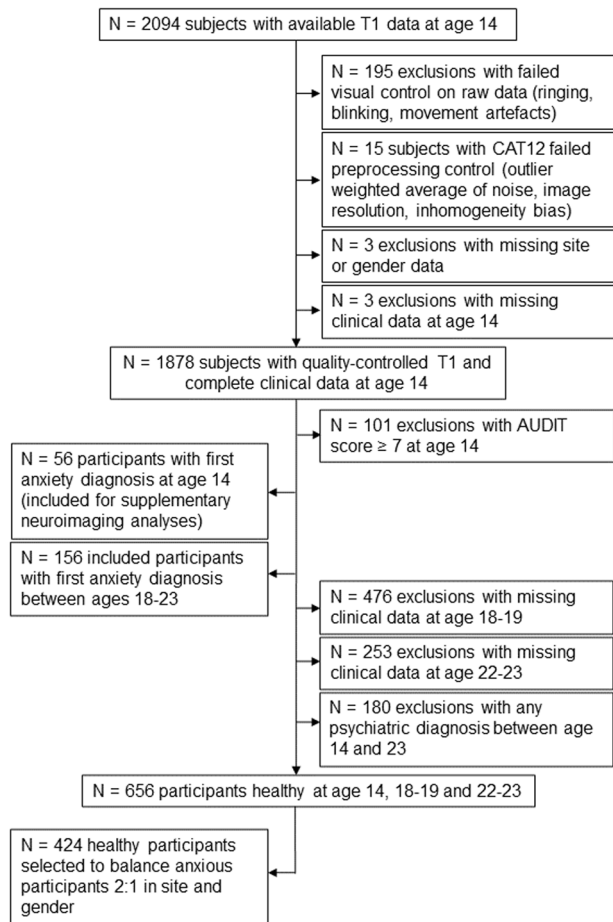 N = 2094 subjects with available T1 data at age 14
N = 195 exclusions with failed
visual control on raw data (ringing,
blinking, movement artefacts)
N = 15 subjects with CAT12 failed
preprocessing control (outlier
weighted average of noise, image
resolution, inhomogeneity bias)
N = 3 exclusions with missing site
or gender data
N = 3 exclusions with missing
clinical data at age 14
N = 1878 subjects with quality-controlled T1 and
complete clinical data at age 14
N = 101 exclusions with AUDIT
score ≥ 7 at age 14
N = 56 participants with first
anxiety diagnosis at age 14
(included for supplementary
neuroimaging analyses)
N = 156 included participants
with first anxiety diagnosis
between ages 18-23
N = 476 exclusions with missing
clinical data at age 18-19
N = 253 exclusions with missing
clinical data at age 22-23
N = 180 exclusions with any
psychiatric diagnosis between age
14 and 23
N = 656 participants healthy at age 14, 18-19 and 22-23
N = 424 healthy participants
selected to balance anxious
participants 2:1 in site and
gender